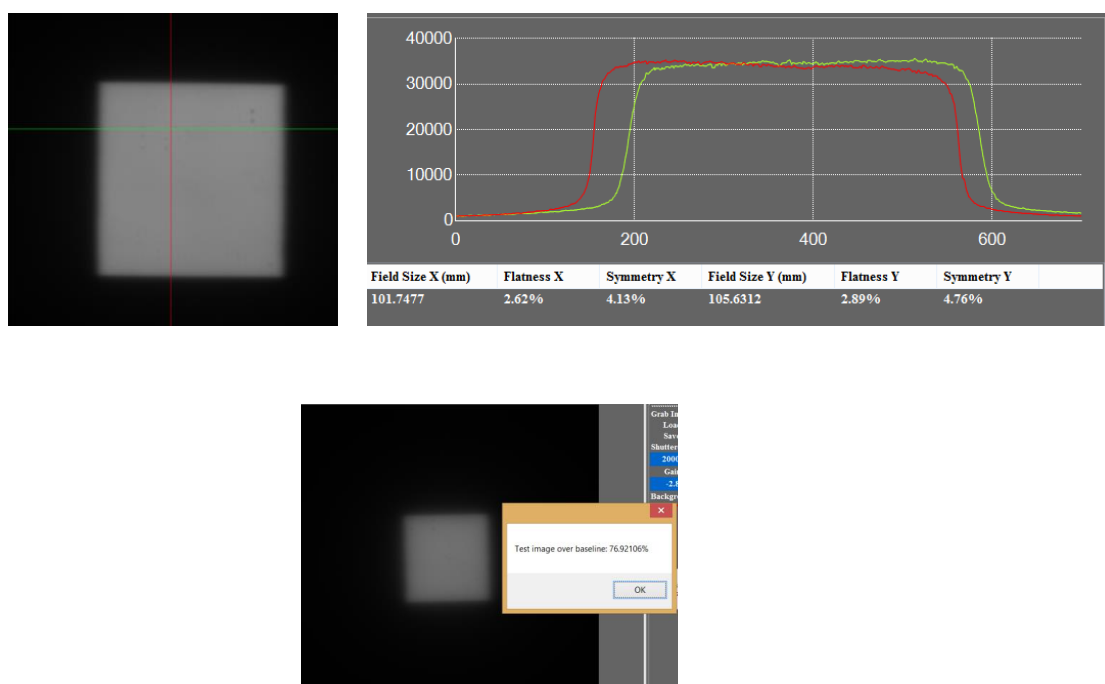 40000
30000
20000
10000
0
0 200 400 600
Field Size X (mm) Flatness X Symmetry X Field Size Y (mm) Flatness Y Symmetry Y
101.7477 2.62% 4.13% 105.6312 2.89% 4.76%
Grab
Shutter
Test image over baseline: 76.92106%
OK